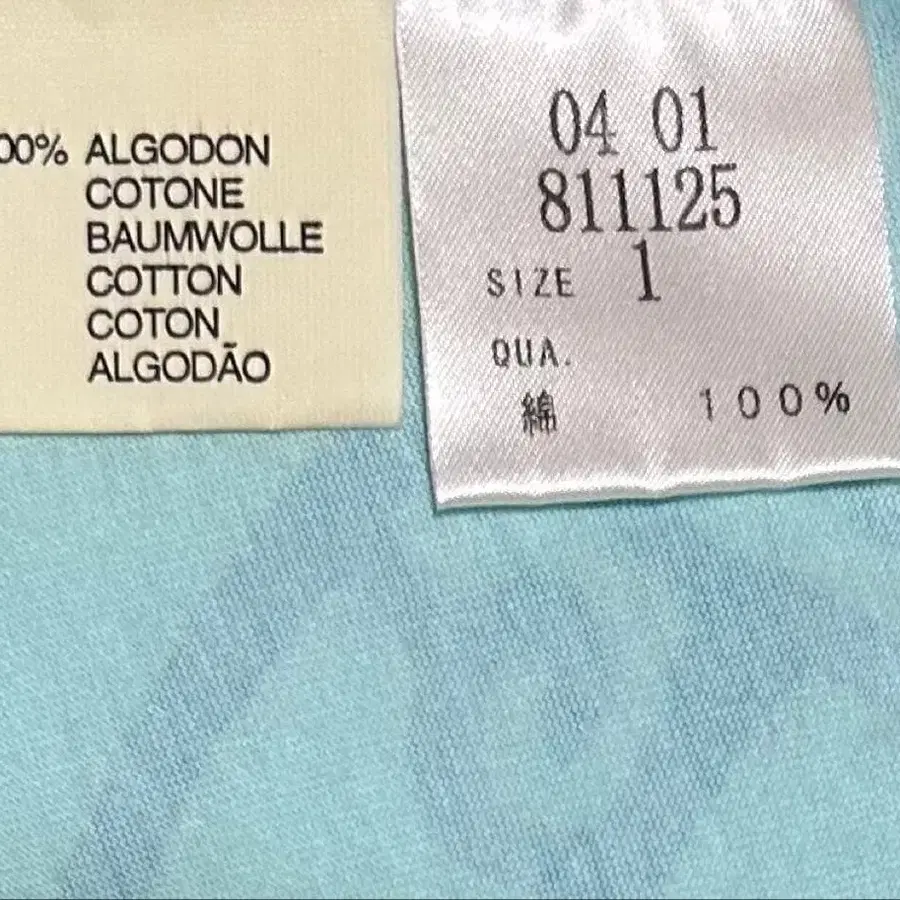 00% ALGODON
COTONE
BAUMWOLLE
COTTON
COTON
ALGODÃO
04 01
811125
SIZE 1
QUA.
綿 100%